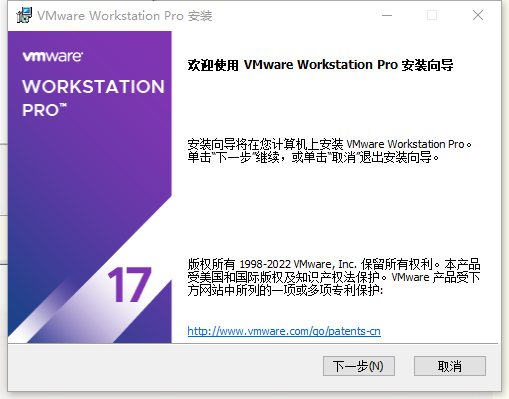 VMware Workstation Pro 安装
vmware®
WORKSTATION
PRO™
17
欢迎使用 VMware Workstation Pro 安装向导
安装向导将在您计算机上安装 VMware Workstation Pro。
单击“下一步”继续，或单击“取消”退出安装向导。
版权所有 1998-2022 VMware, Inc. 保留所有权利。本产品
受美国和国际版权及知识产权法保护。VMware 产品受下
方网站中所列的一项或多项专利保护:
http://www.vmware.com/go/patents-cn
下一步(N)
取消